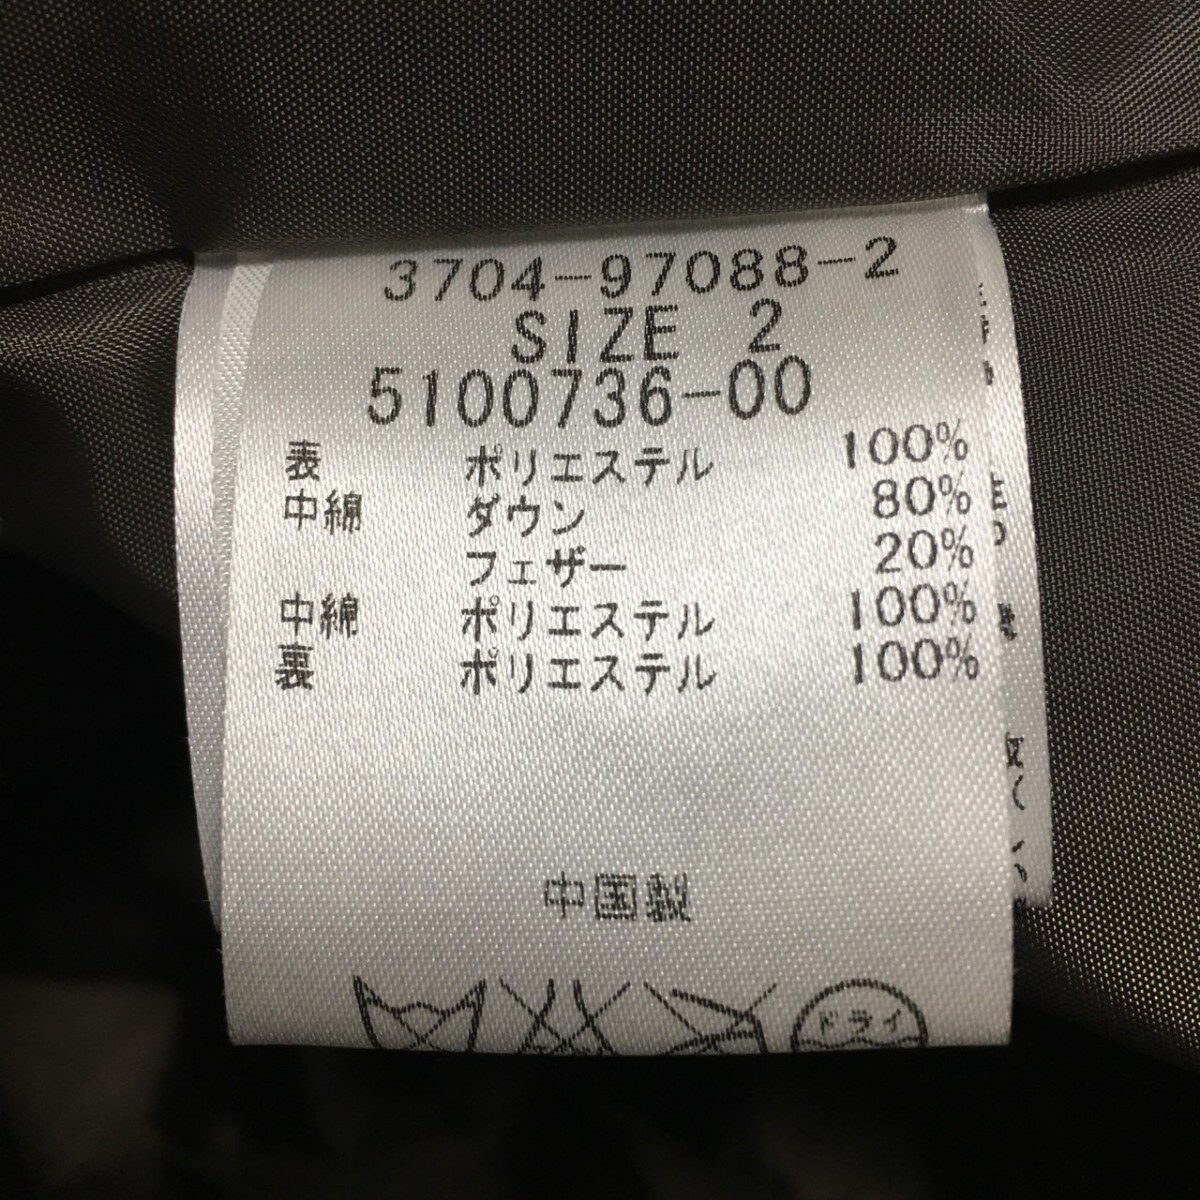 3704-97088-2
SIZE 2
5100736-00
表 ポリエステル 100%
中綿 ダウン 80%
フェザー 20%
中綿 ポリエステル 100%
裏 ポリエステル 100%
中国製
ドライ